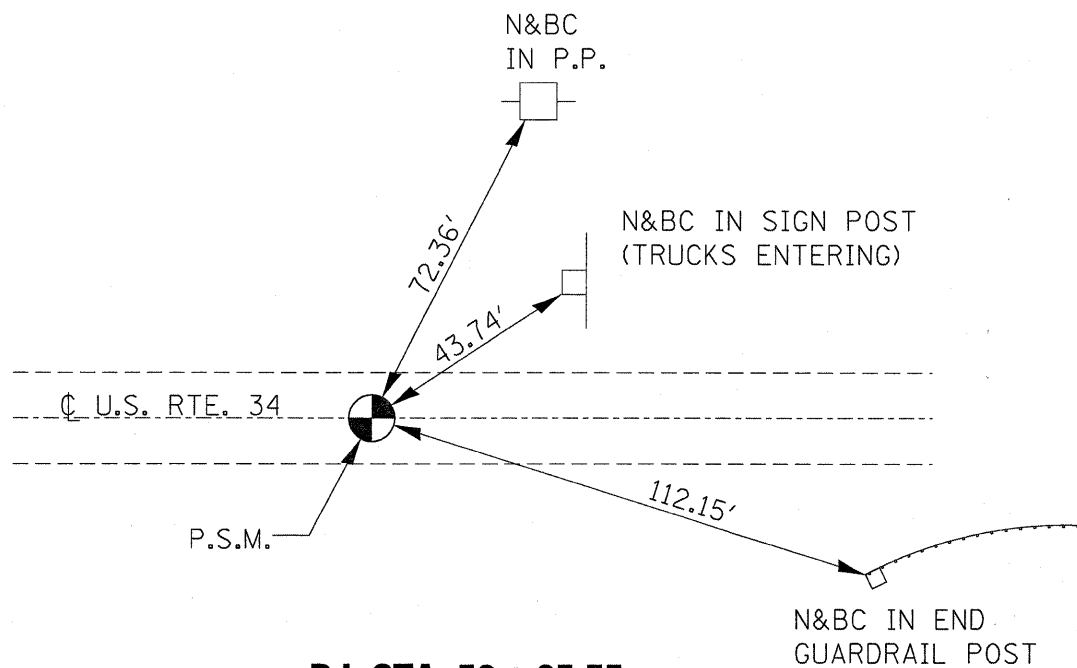 N&BC
IN P.P.
72.36'
N&BC IN SIGN POST
(TRUCKS ENTERING)
43.74'
℄ U.S. RTE. 34
112.15'
P.S.M.
N&BC IN END
GUARDRAIL POST